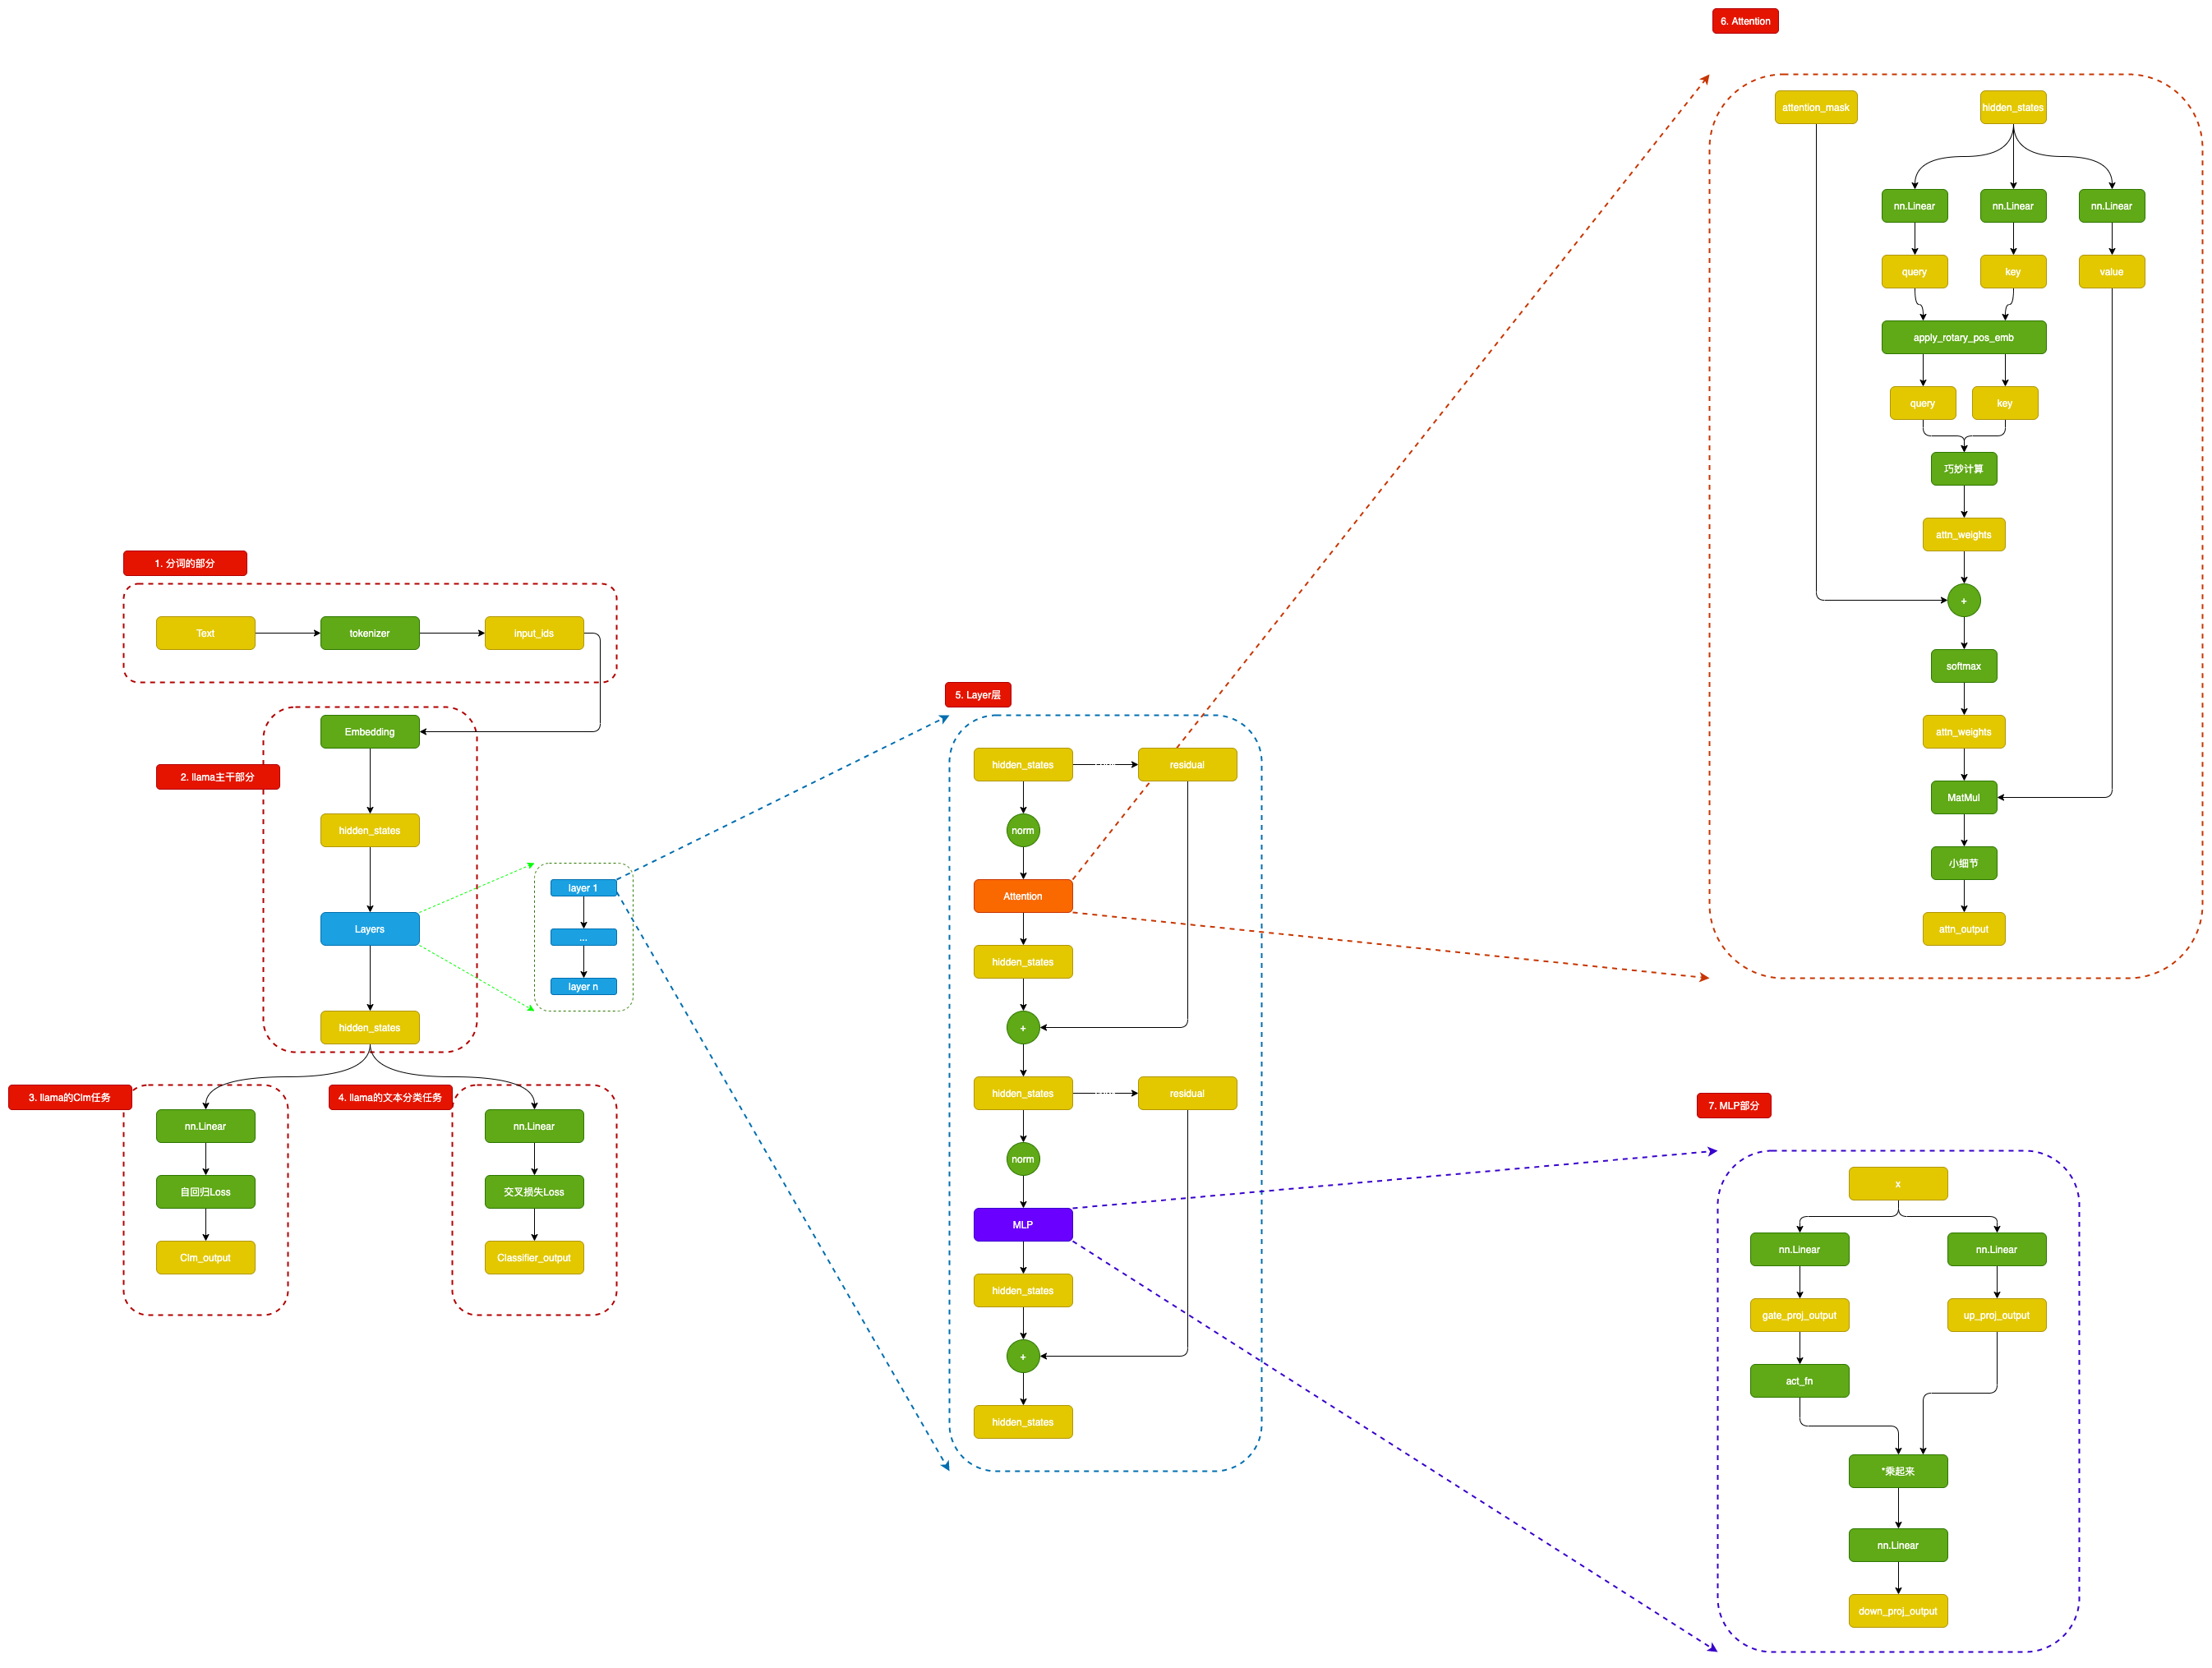 1. 分词的部分
Text
tokenizer
input_ids
2. llama主干部分
Embedding
hidden_states
Layers
hidden_states
layer 1
...
layer n
3. llama的Clm任务
nn.Linear
自回归Loss
Clm_output
4. llama的文本分类任务
nn.Linear
交叉损失Loss
Classifier_output
5. Layer层
hidden_states
residual
norm
Attention
hidden_states
+
hidden_states
residual
norm
MLP
hidden_states
+
hidden_states
6. Attention
attention_mask
hidden_states
nn.Linear
nn.Linear
nn.Linear
query
key
value
apply_rotary_pos_emb
query
key
巧妙计算
attn_weights
+
softmax
attn_weights
MatMul
小细节
attn_output
7. MLP部分
x
nn.Linear
nn.Linear
gate_proj_output
up_proj_output
act_fn
*乘起来
nn.Linear
down_proj_output